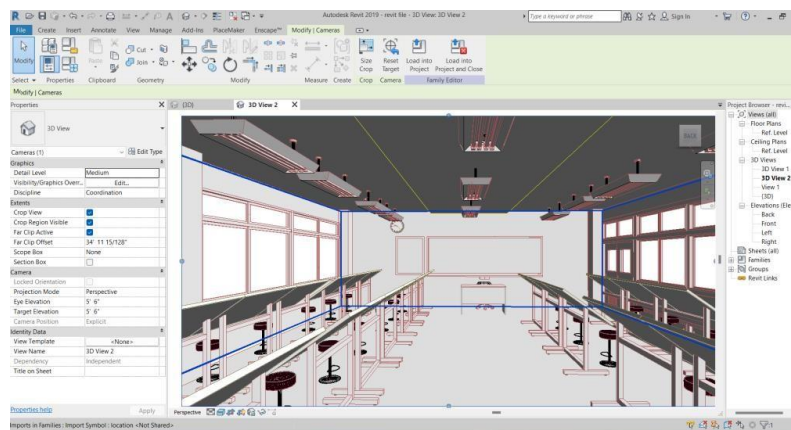 Autodesk Revit 2019 - revit file - 3D View: 3D View 2
Type a keyword or phrase
Sign In
File Create Insert Annotate View Manage Add-Ins PlaceMaker Enscape™ Modify | Cameras
Modify
Paste
Cut
Join
Size Crop
Reset Target
Load into Project
Load into Project and Close
Select Properties Clipboard Geometry Modify Measure Create Crop Camera Family Editor
Modify | Cameras
Properties
{3D}
3D View 2
Project Browser - revi...
3D View
Cameras (1)
Edit Type
Graphics
Detail Level Medium
Visibility/Graphics Overr... Edit...
Discipline Coordination
Extents
Crop View
Crop Region Visible
Far Clip Active
Far Clip Offset 34' 11 15/128"
Scope Box None
Section Box
Camera
Locked Orientation
Projection Mode Perspective
Eye Elevation 5' 6"
Target Elevation 5' 6"
Camera Position Explicit
Identity Data
View Template <None>
View Name 3D View 2
Dependency Independent
Title on Sheet
Properties help
Apply
BACK
Perspective
Views (all)
Floor Plans
Ref. Level
Ceiling Plans
Ref. Level
3D Views
3D View 1
3D View 2
View 1
{3D}
Elevations (Ele
Back
Front
Left
Right
Sheets (all)
Families
Groups
Revit Links
Imports in Families : Import Symbol : location <Not Shared>
:1